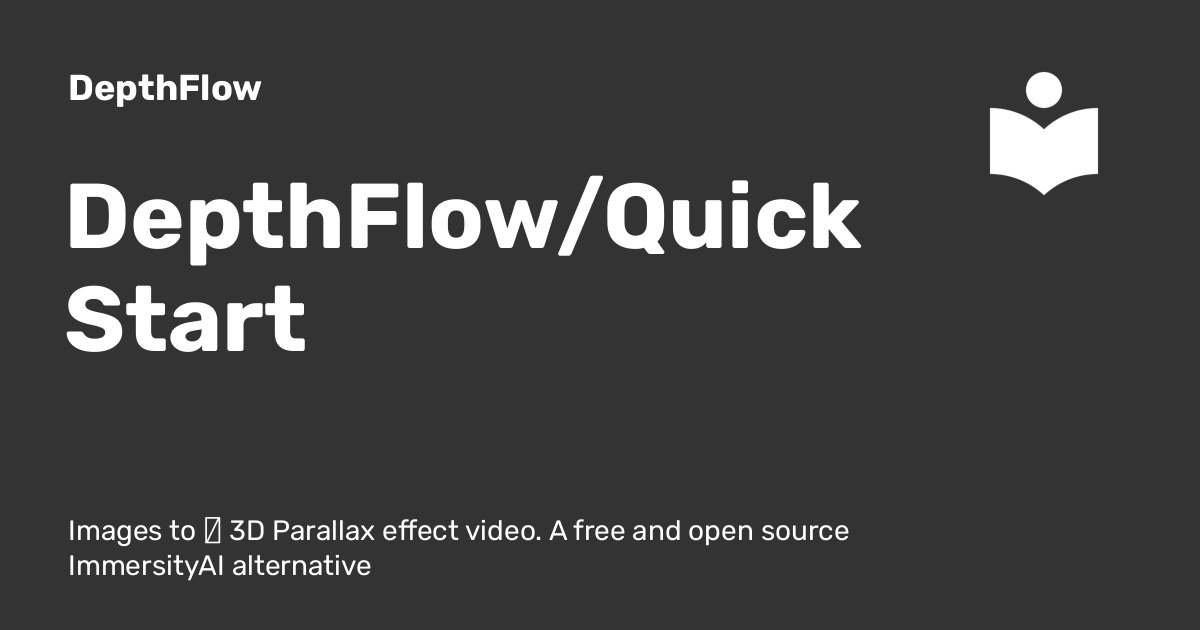 DepthFlow
DepthFlow/Quick
Start
Images to 3D Parallax effect video. A free and open source
ImmersityAI alternative